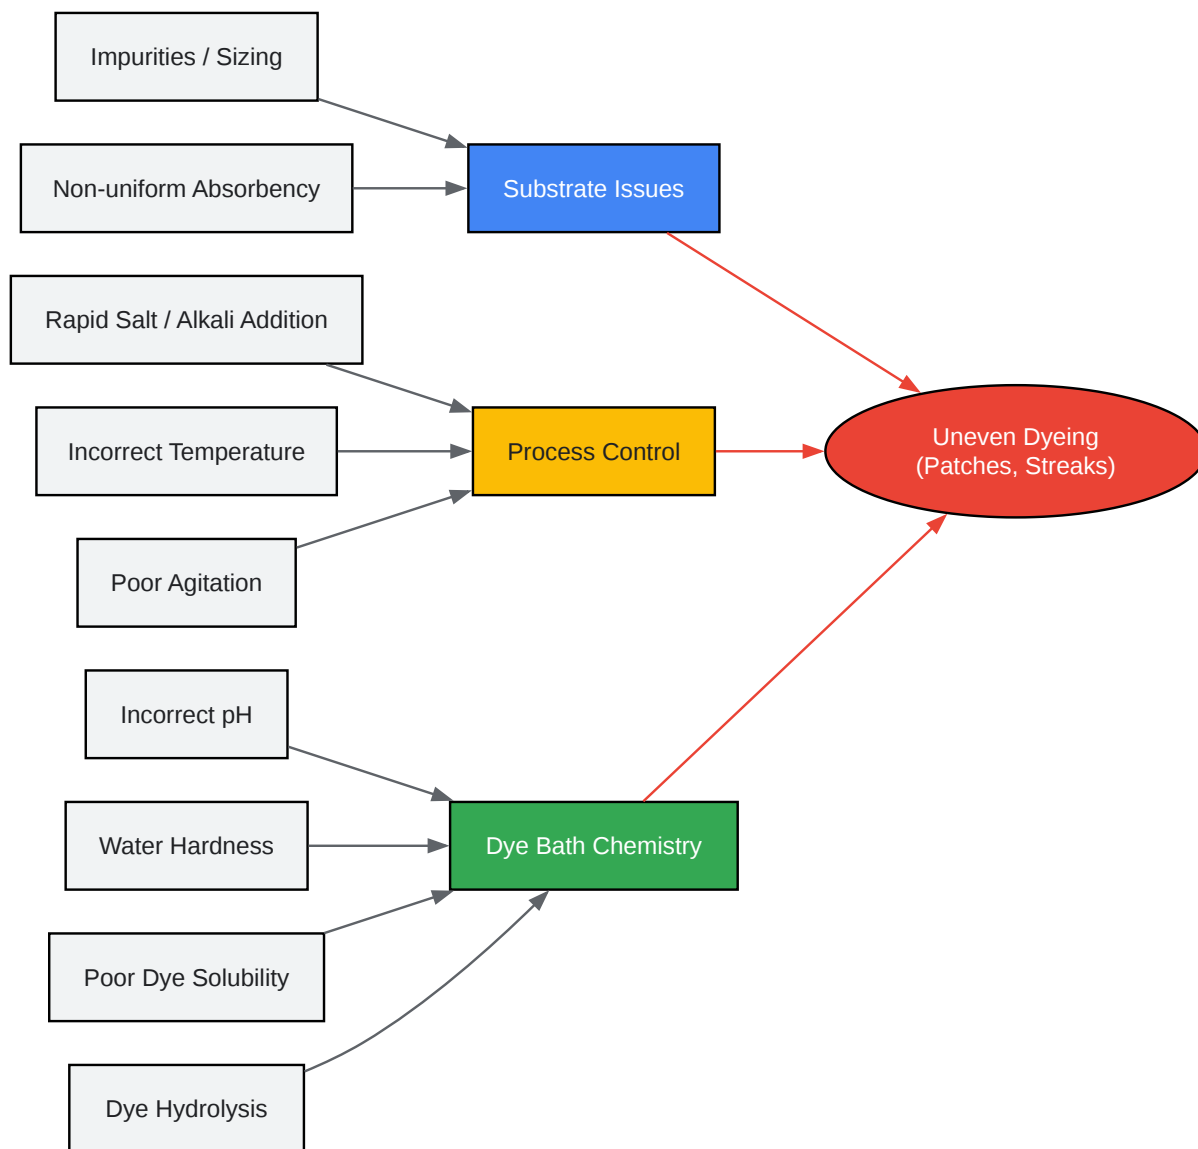 Impurities / Sizing
Non-uniform Absorbency
Substrate Issues
Rapid Salt / Alkali Addition
Incorrect Temperature
Process Control
Uneven Dyeing
(Patches, Streaks)
Poor Agitation
Incorrect pH
Water Hardness
Dye Bath Chemistry
Poor Dye Solubility
Dye Hydrolysis